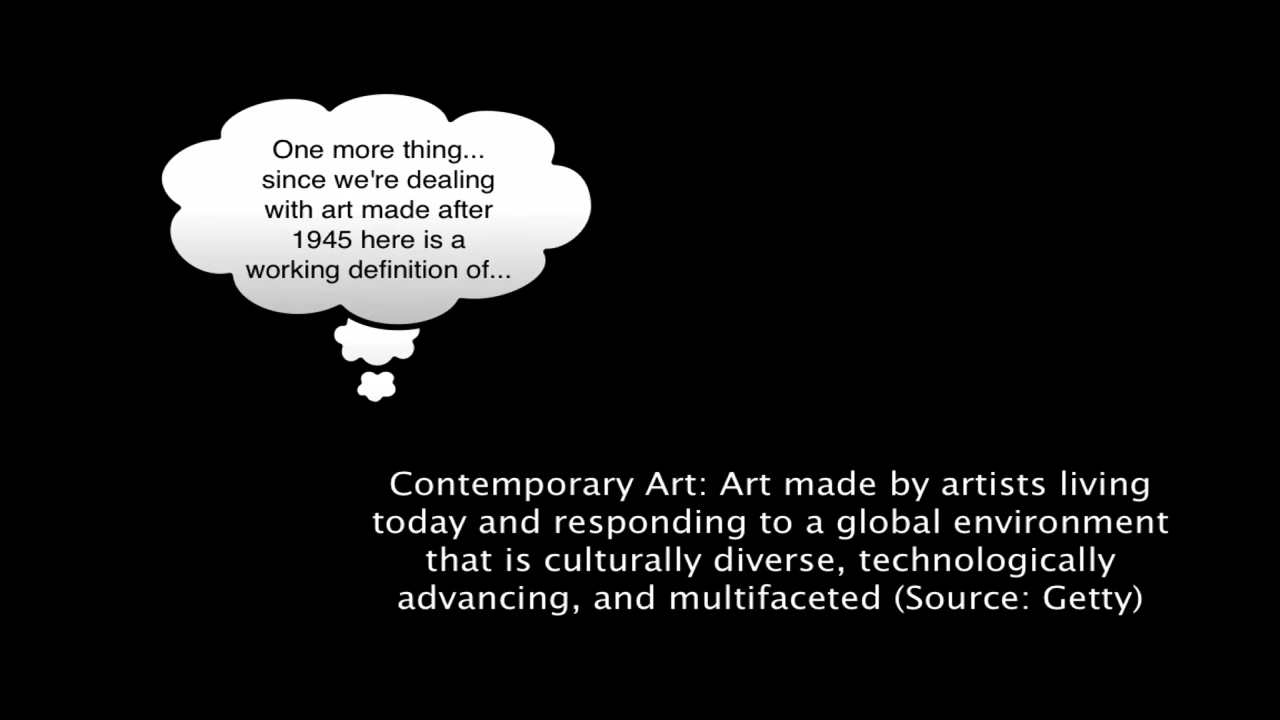 One more thing...
since we're dealing
with art made after
1945 here is a
working definition of...
Contemporary Art: Art made by artists living
today and responding to a global environment
that is culturally diverse, technologically
advancing, and multifaceted (Source: Getty)